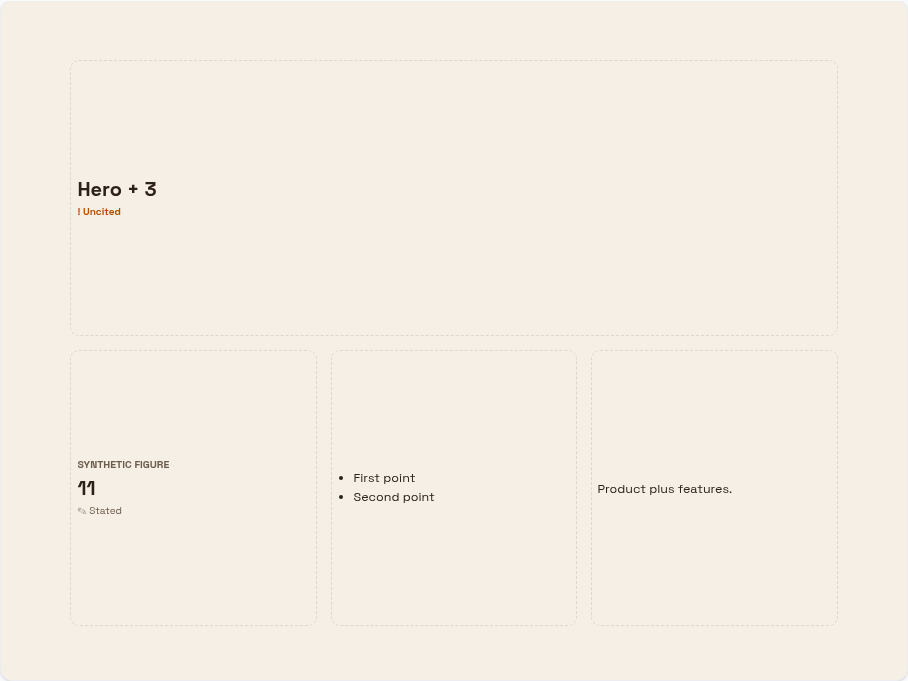 Hero + 3
! Uncited
SYNTHETIC FIGURE
11
✎ Stated
• First point
• Second point
Product plus features.